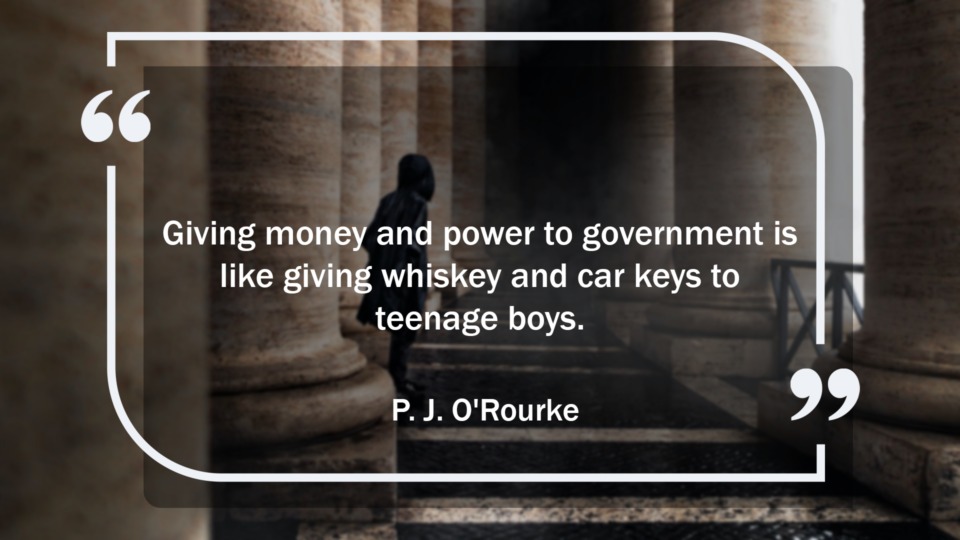 Giving money and power to government is
like giving whiskey and car keys to
teenage boys.
P. J. O'Rourke